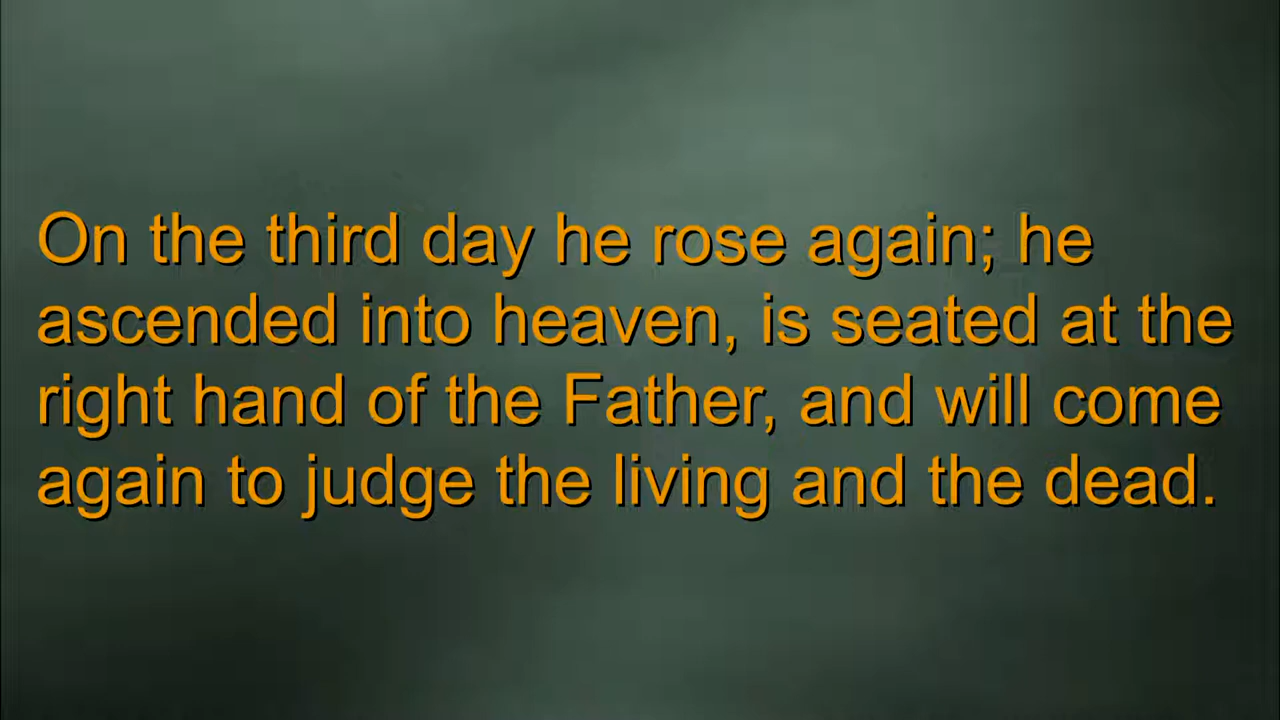 On the third day he rose again; he
ascended into heaven, is seated at the
right hand of the Father, and will come
again to judge the living and the dead.